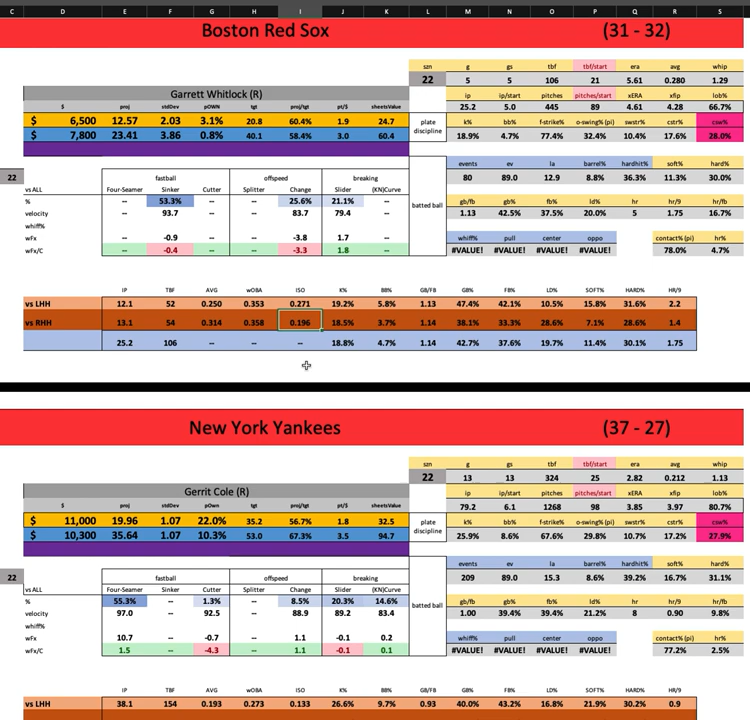 C D E F G H I J K L M N O P Q R S
Boston Red Sox (31 - 32)
szn g gs tbf tbf/start era avg whip
22 5 5 106 21 5.61 0.280 1.29
Garrett Whitlock (R) ip ip/start pitches pitches/start xERA xfip lob%
$ proj stdDev pOWN tgt proj/tgt pt/$ sheetsValue 25.2 5.0 445 89 4.61 4.28 66.7%
$ 6,500 12.57 2.03 3.1% 20.8 60.4% 1.9 24.7 plate discipline k% bb% f-strike% o-swing% (pi) swstr% cstr% csw%
$ 7,800 23.41 3.86 0.8% 40.1 58.4% 3.0 60.4 18.9% 4.7% 77.4% 32.4% 10.4% 17.6% 28.0%
events ev la barrel% hardhit% soft% hard%
22 fastball offspeed breaking 80 89.0 12.9 8.8% 36.3% 11.3% 30.0%
vs ALL Four-Seamer Sinker Cutter Splitter Change Slider (KN)Curve
% -- 53.3% -- -- 25.6% 21.1% -- batted ball gb/fb gb% fb% ld% hr hr/9 hr/fb
velocity -- 93.7 -- -- 83.7 79.4 -- 1.13 42.5% 37.5% 20.0% 5 1.75 16.7%
whiff%
wFx -- -0.9 -- -- -3.8 1.7 -- whiff% pull center oppo contact% (pi) hr%
wFx/C -- -0.4 -- -- -3.3 1.8 -- #VALUE! #VALUE! #VALUE! #VALUE! 78.0% 4.7%
IP TBF AVG wOBA ISO K% BB% GB/FB GB% FB% LD% SOFT% HARD% HR/9
vs LHH 12.1 52 0.250 0.353 0.271 19.2% 5.8% 1.13 47.4% 42.1% 10.5% 15.8% 31.6% 2.2
vs RHH 13.1 54 0.314 0.358 0.196 18.5% 3.7% 1.14 38.1% 33.3% 28.6% 7.1% 28.6% 1.4
25.2 106 -- -- -- 18.8% 4.7% 1.14 42.7% 37.6% 19.7% 11.4% 30.1% 1.75
New York Yankees (37 - 27)
szn g gs tbf tbf/start era avg whip
22 13 13 324 25 2.82 0.212 1.13
Gerrit Cole (R) ip ip/start pitches pitches/start xERA xfip lob%
$ proj stdDev pOwn tgt proj/tgt pt/$ sheetsValue 79.2 6.1 1268 98 3.85 3.97 80.7%
$ 11,000 19.96 1.07 22.0% 35.2 56.7% 1.8 32.5 plate discipline k% bb% f-strike% o-swing% (pi) swstr% cstr% csw%
$ 10,300 35.64 1.07 10.3% 53.0 67.3% 3.5 94.7 25.9% 8.6% 67.6% 29.8% 10.7% 17.2% 27.9%
events ev la barrel% hardhit% soft% hard%
22 fastball offspeed breaking 209 89.0 15.3 8.6% 39.2% 16.7% 31.1%
vs ALL Four-Seamer Sinker Cutter Splitter Change Slider (KN)Curve
% 55.3% -- 1.3% -- 8.5% 20.3% 14.6% batted ball gb/fb gb% fb% ld% hr hr/9 hr/fb
velocity 97.0 -- 92.5 -- 88.9 89.2 83.4 1.00 39.4% 39.4% 21.2% 8 0.90 9.8%
whiff%
wFx 10.7 -- -0.7 -- 1.1 -0.1 0.2 whiff% pull center oppo contact% (pi) hr%
wFx/C 1.5 -- -4.3 -- 1.1 -0.1 0.1 #VALUE! #VALUE! #VALUE! #VALUE! 77.2% 2.5%
IP TBF AVG wOBA ISO K% BB% GB/FB GB% FB% LD% SOFT% HARD% HR/9
vs LHH 38.1 154 0.193 0.273 0.133 26.6% 9.7% 0.93 40.0% 43.2% 16.8% 21.9% 30.2% 0.9